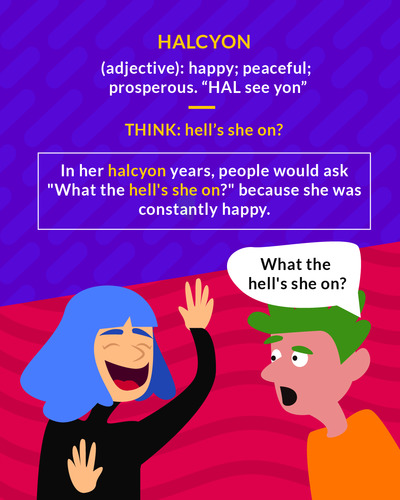 HALCYON
(adjective): happy; peaceful;
prosperous. “HAL see yon”
THINK: hell’s she on?
In her halcyon years, people would ask
"What the hell's she on?" because she was
constantly happy.
What the
hell's she on?